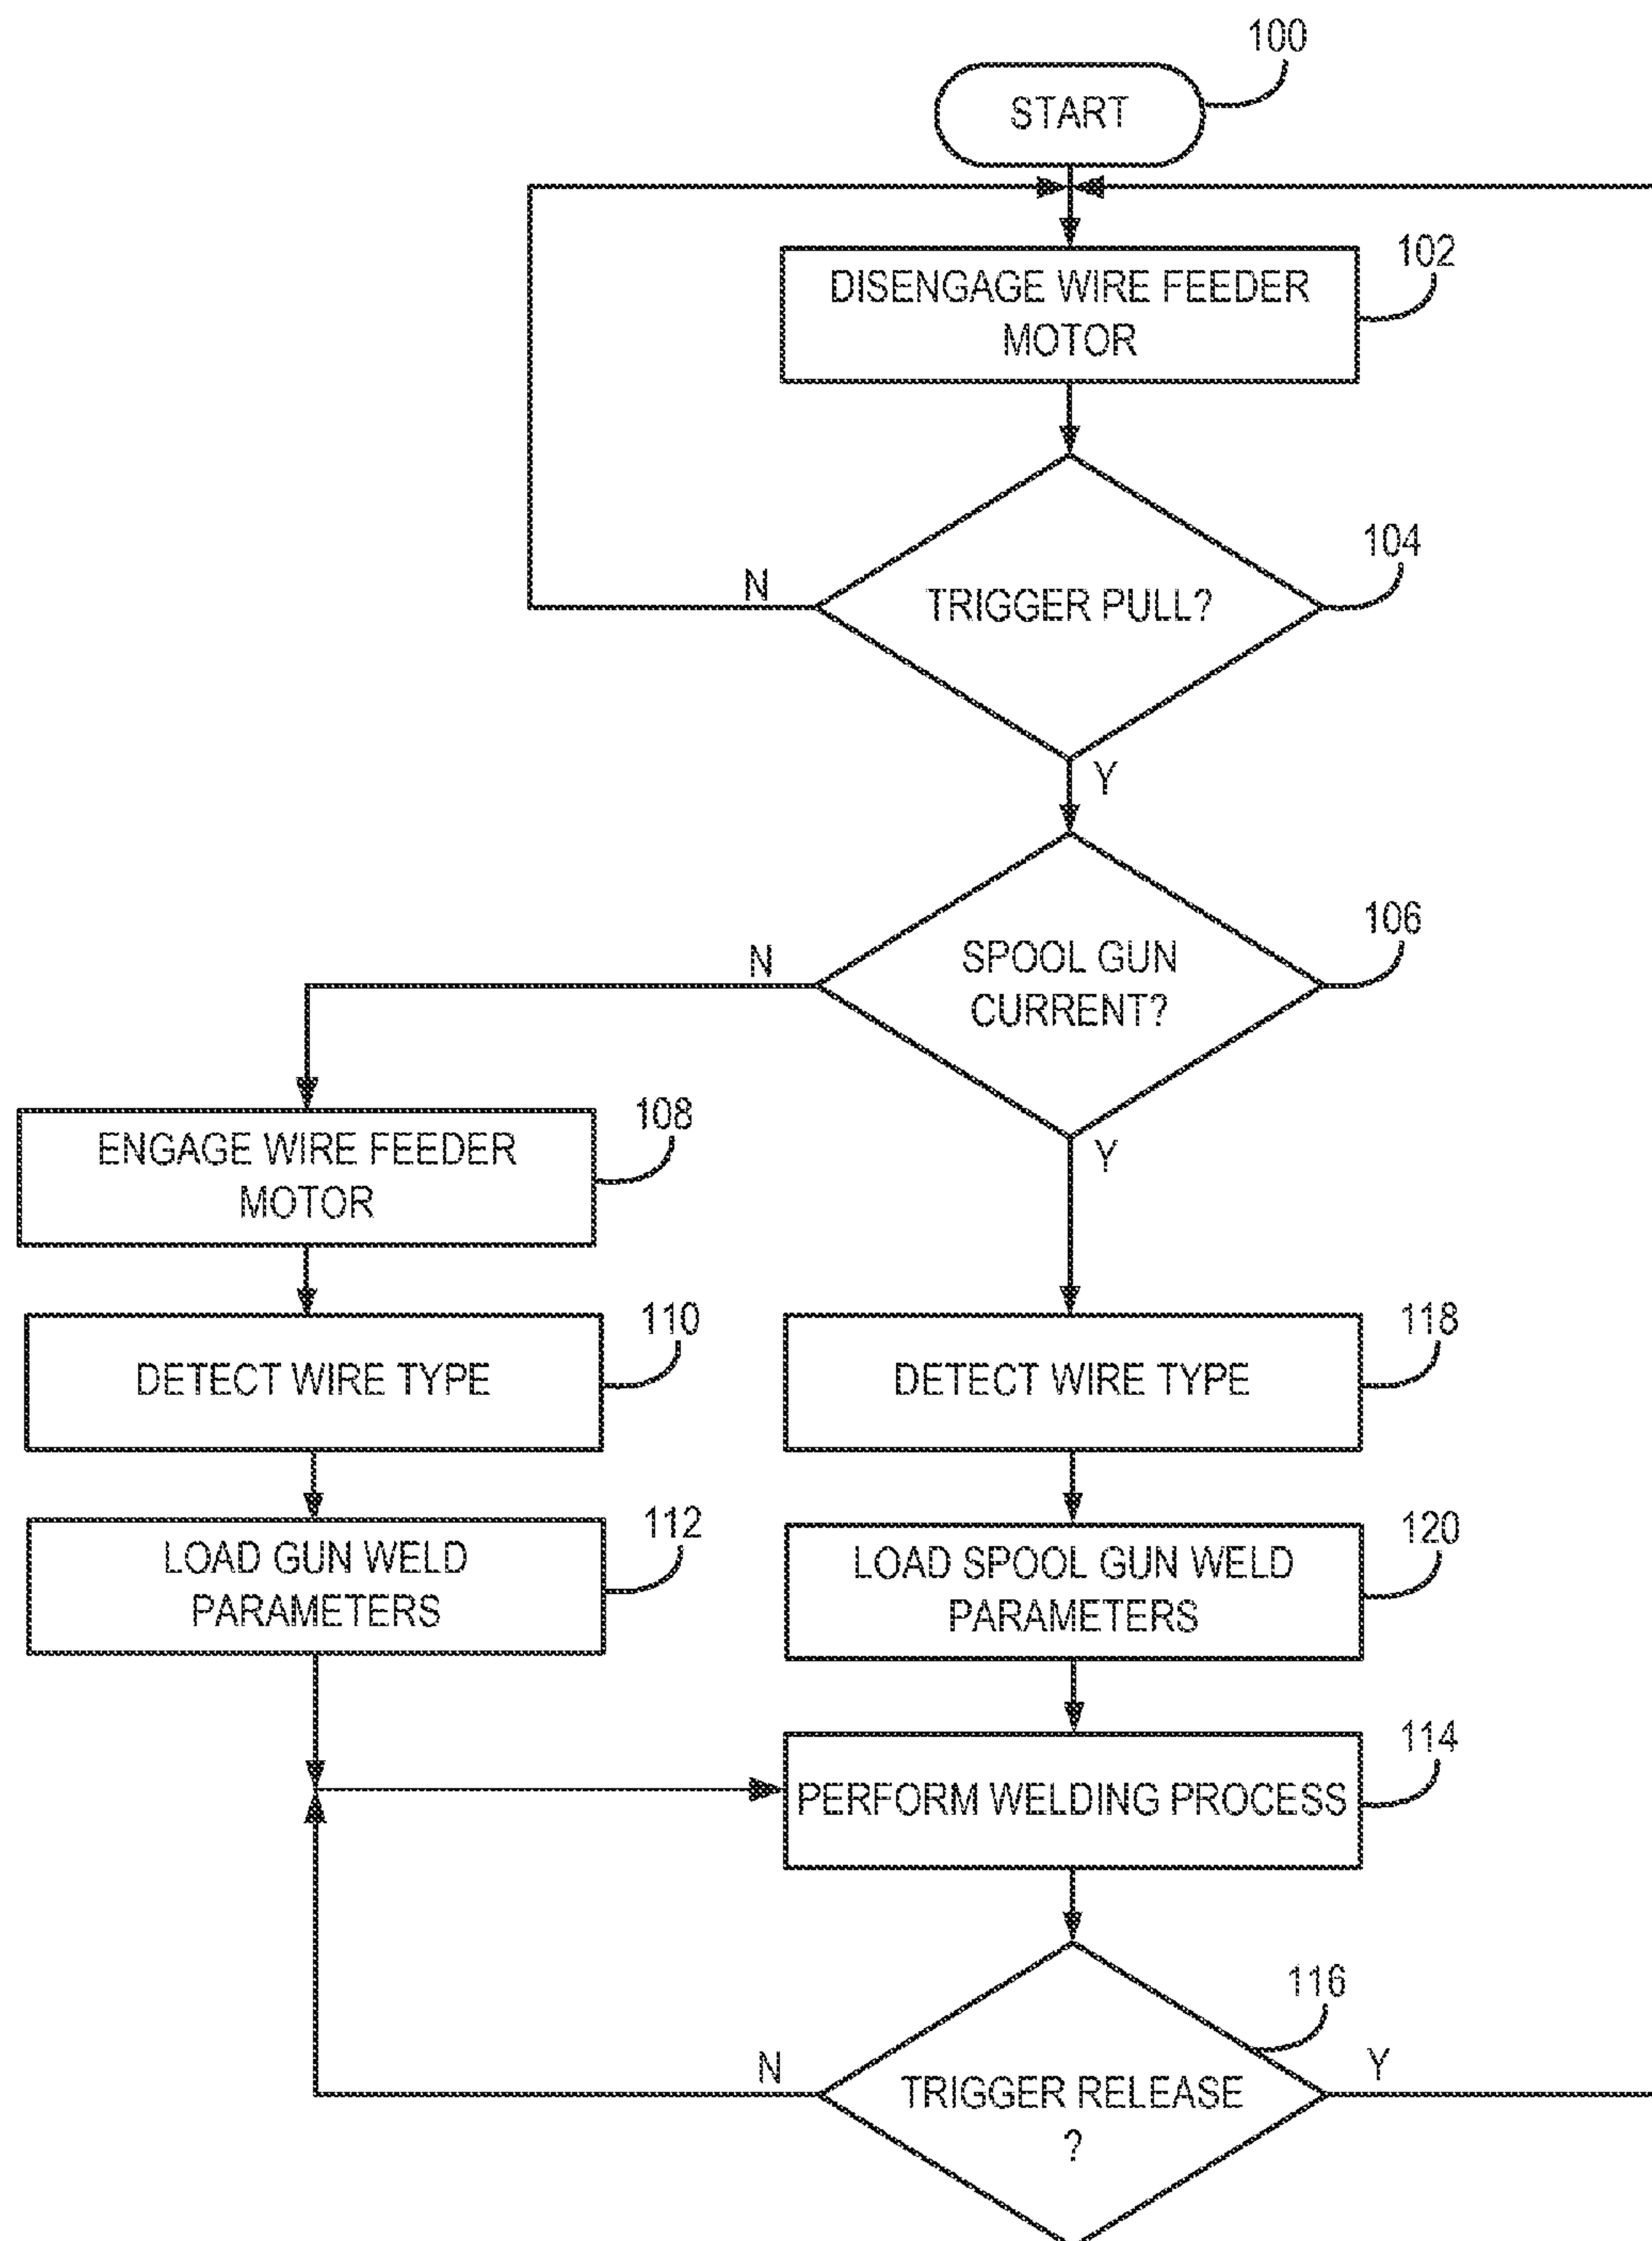 100
START
102
DISENGAGE WIRE FEEDER
MOTOR
104
N
TRIGGER PULL?
Y
106
N
SPOOL GUN
CURRENT?
Y
108
ENGAGE WIRE FEEDER
MOTOR
110
DETECT WIRE TYPE
118
DETECT WIRE TYPE
112
LOAD GUN WELD
PARAMETERS
120
LOAD SPOOL GUN WELD
PARAMETERS
114
PERFORM WELDING PROCESS
116
N
TRIGGER RELEASE
?
Y